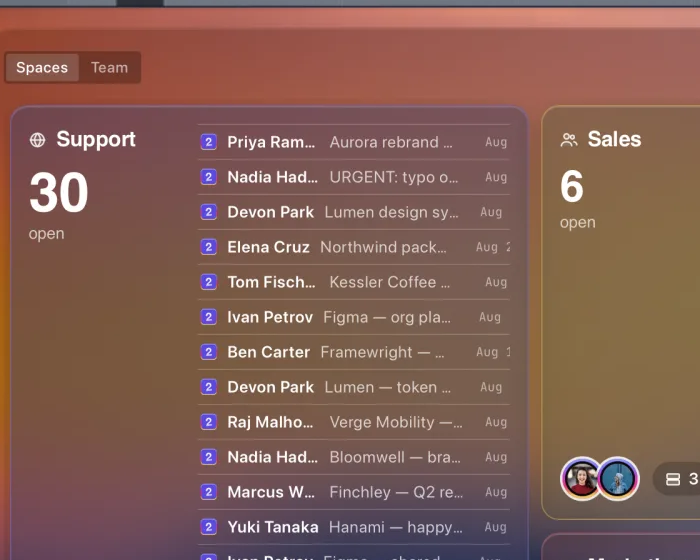 Spaces Team
Support
30
open
2 Priya Ram... Aurora rebrand ... Aug
2 Nadia Had... URGENT: typo o... Aug
2 Devon Park Lumen design sy... Aug
2 Elena Cruz Northwind pack... Aug 2
2 Tom Fisch... Kessler Coffee ... Aug
2 Ivan Petrov Figma — org pla... Aug
2 Ben Carter Framewright — ... Aug 1
2 Devon Park Lumen — token ... Aug
2 Raj Malho... Verge Mobility —... Aug
2 Nadia Had... Bloomwell — bra... Aug
2 Marcus W... Finchley — Q2 re... Aug
2 Yuki Tanaka Hanami — happy... Aug
Sales
6
open
3